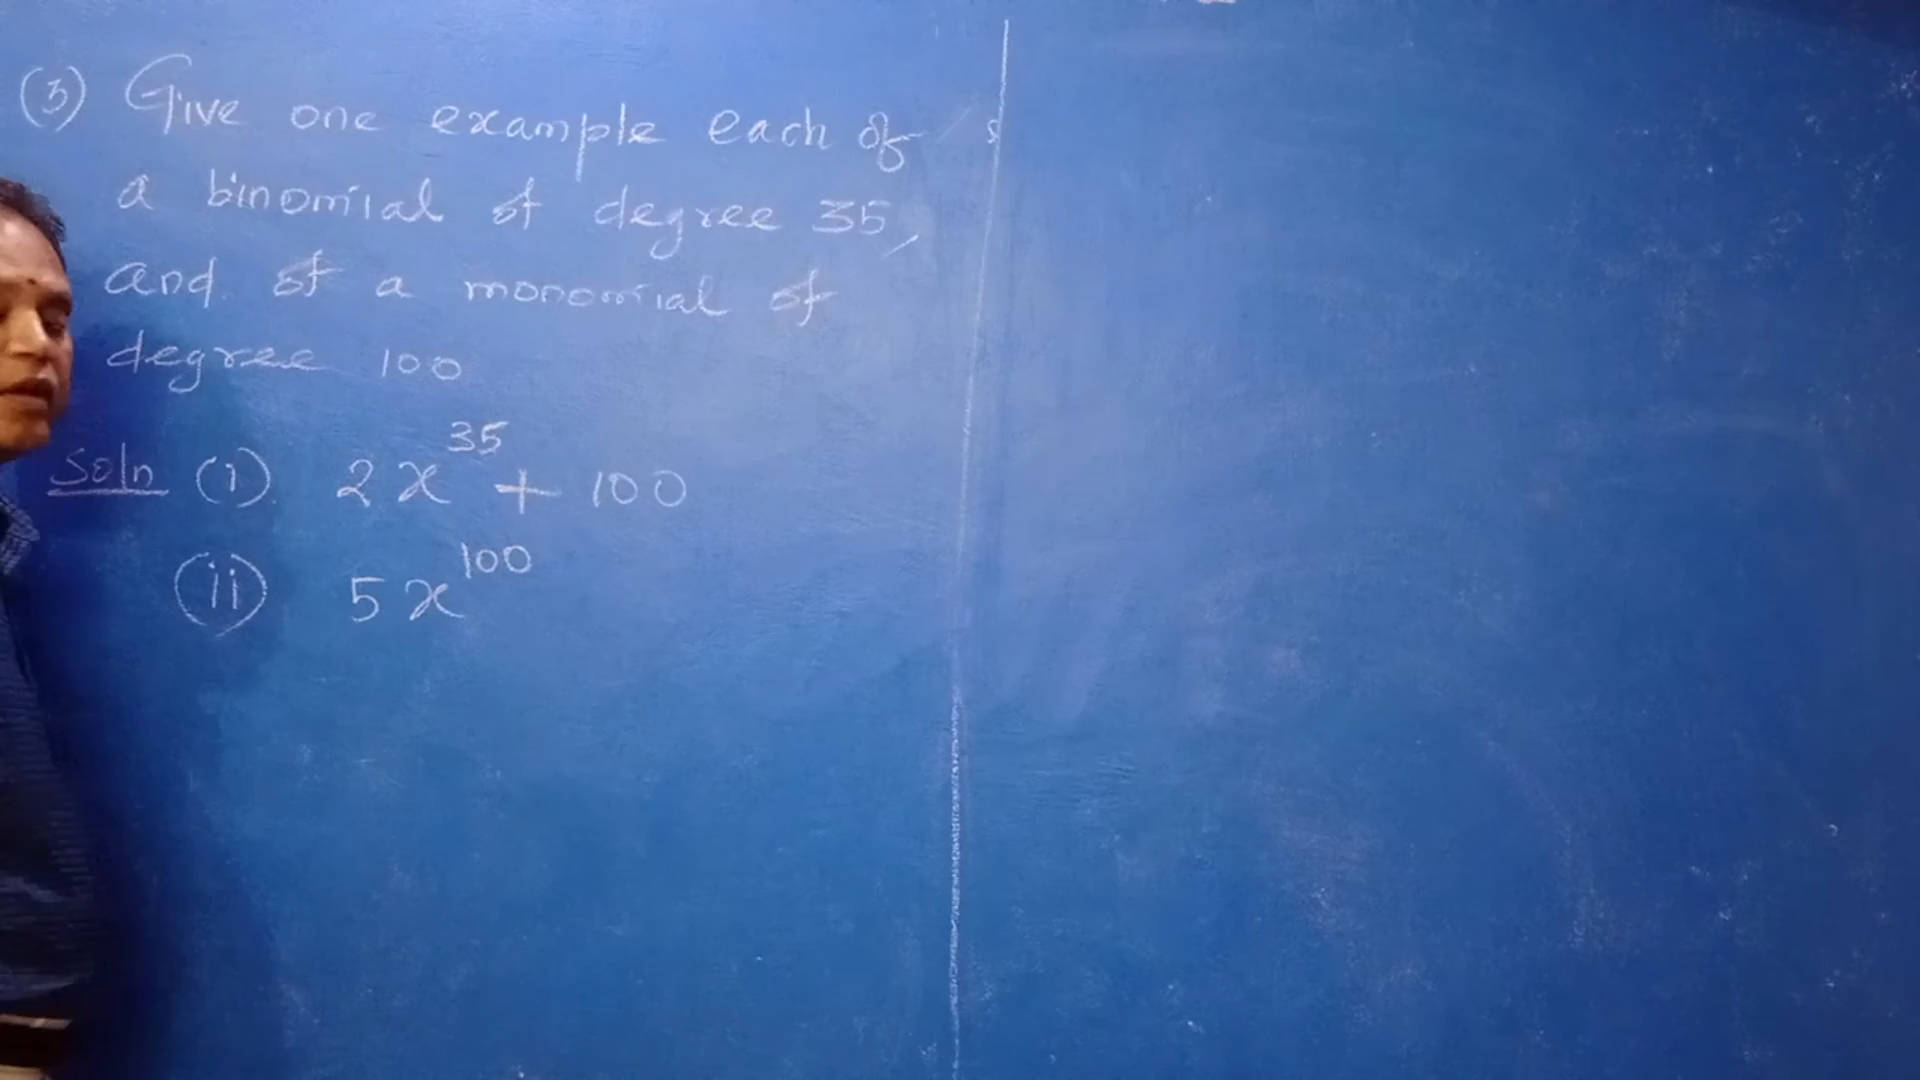 (3) Give one example each of
a binomial of degree 35,
and of a monomial of
degree 100
Soln (i). 2x³⁵ + 100
(ii) 5x¹⁰⁰